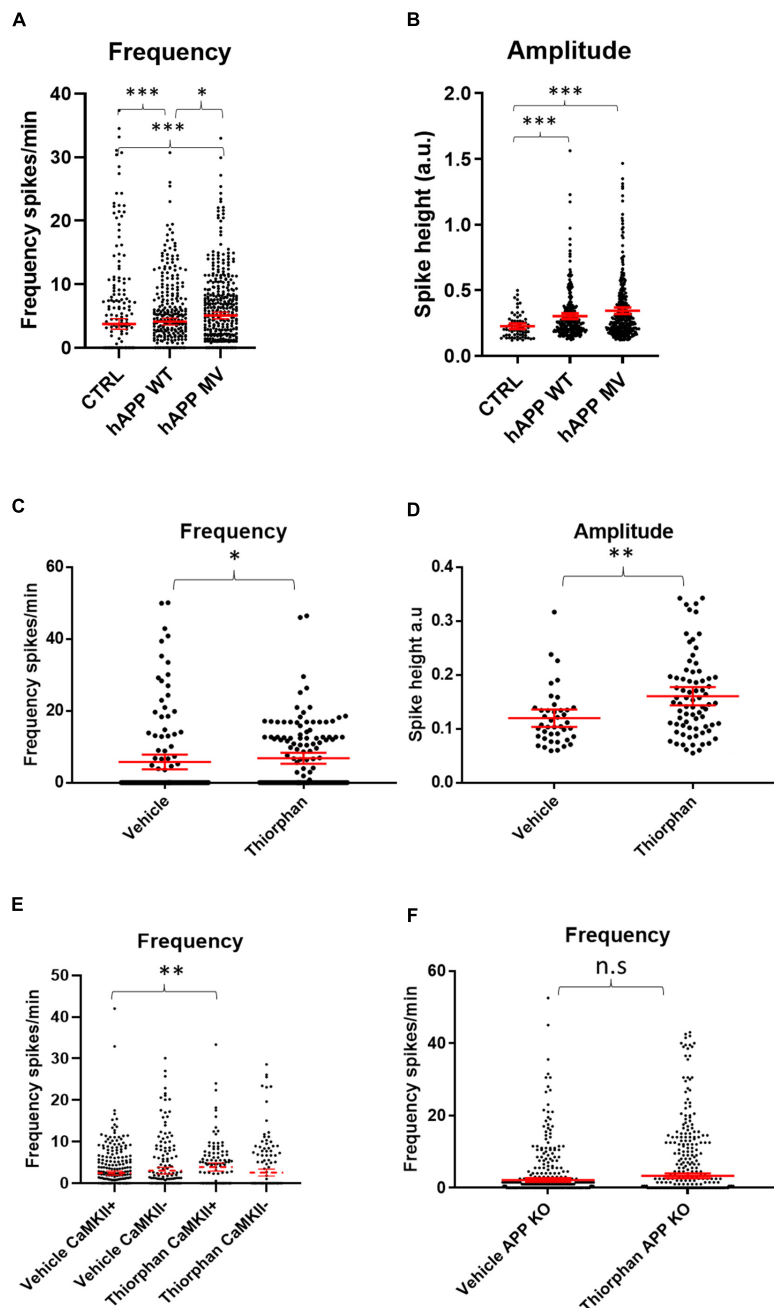 A
Frequency
Frequency spikes/min
40
30
20
10
0
***
*
***
CTRL
hAPP WT
hAPP MV
B
Amplitude
Spike height (a.u.)
2.0
1.5
1.0
0.5
0.0
***
***
CTRL
hAPP WT
hAPP MV
C
Frequency
Frequency spikes/min
60
40
20
0
*
Vehicle
Thiorphan
D
Amplitude
Spike height a.u
0.4
0.3
0.2
0.1
0.0
**
Vehicle
Thiorphan
E
Frequency
Frequency spikes/min
50
40
30
20
10
0
**
Vehicle CaMKII+
Vehicle CaMKII-
Thiorphan CaMKII+
Thiorphan CaMKII-
F
Frequency
Frequency spikes/min
60
40
20
0
n.s
Vehicle APP KO
Thiorphan APP KO